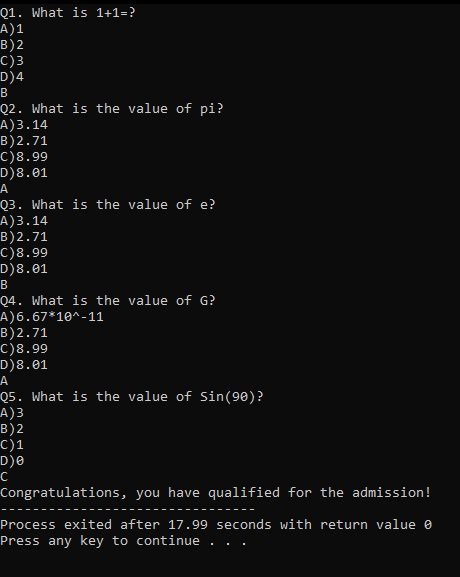 Q1. What is 1+1=?
A)1
B)2
C)3
D)4
B
Q2. What is the value of pi?
A)3.14
B)2.71
C)8.99
D)8.01
A
Q3. What is the value of e?
A)3.14
B)2.71
C)8.99
D)8.01
B
Q4. What is the value of G?
A)6.67*10^-11
B)2.71
C)8.99
D)8.01
A
Q5. What is the value of Sin(90)?
A)3
B)2
C)1
D)0
C
Congratulations, you have qualified for the admission!
--------------------------------
Process exited after 17.99 seconds with return value 0
Press any key to continue . . .